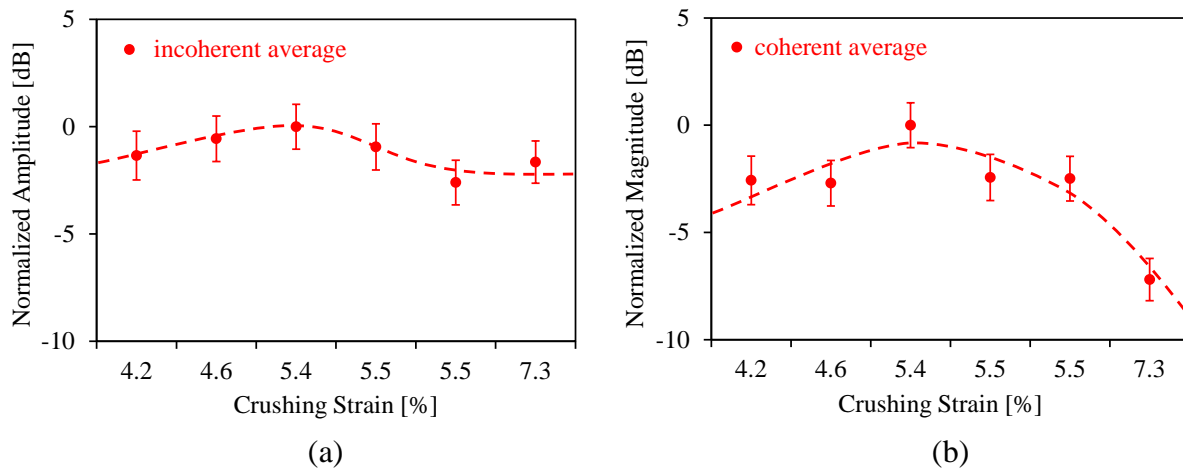 5
0
-5
-10
Normalized Amplitude [dB]
incoherent average
4.2 4.6 5.4 5.5 5.5 7.3
Crushing Strain [%]
(a)
5
0
-5
-10
Normalized Magnitude [dB]
coherent average
4.2 4.6 5.4 5.5 5.5 7.3
Crushing Strain [%]
(b)